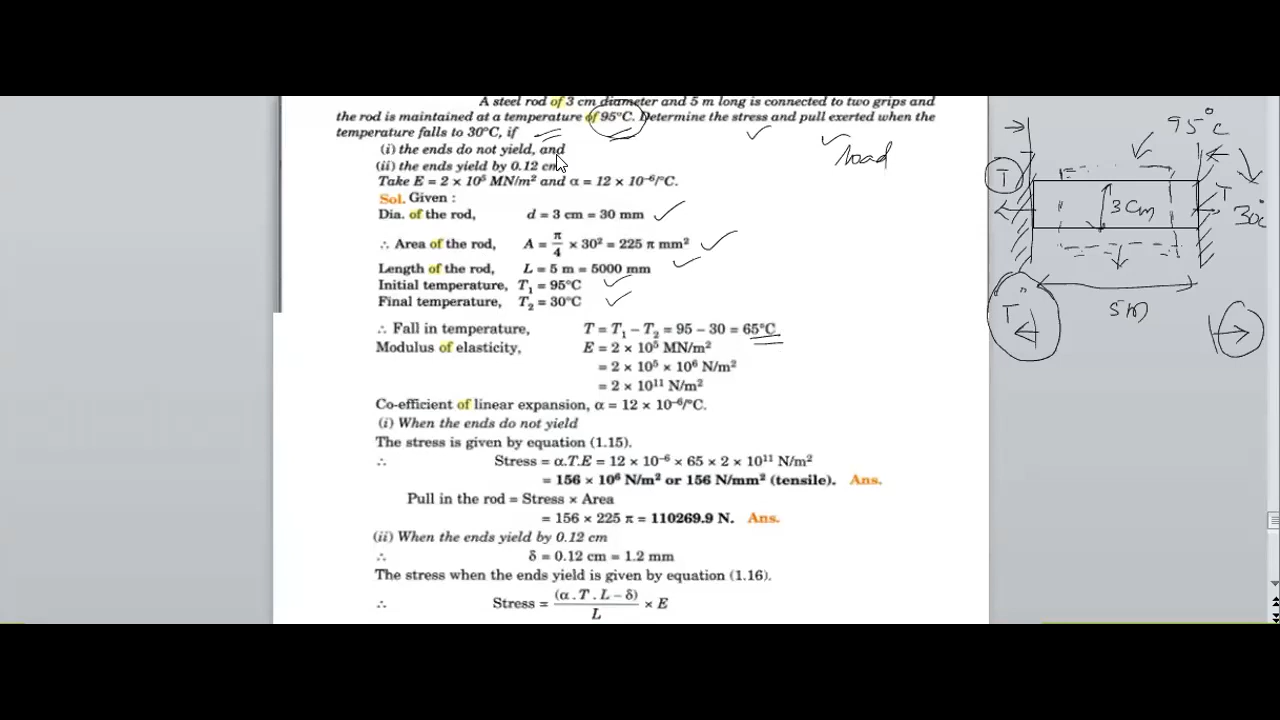 A steel rod of 3 cm diameter and 5 m long is connected to two grips and
the rod is maintained at a temperature of 95°C. Determine the stress and pull exerted when the
temperature falls to 30°C, if
(i) the ends do not yield, and
(ii) the ends yield by 0.12 cm.
Take E = 2 × 10⁵ MN/m² and α = 12 × 10⁻⁶/°C.
Sol. Given :
Dia. of the rod, d = 3 cm = 30 mm
∴ Area of the rod, A = π/4 × 30² = 225 π mm²
Length of the rod, L = 5 m = 5000 mm
Initial temperature, T₁ = 95°C
Final temperature, T₂ = 30°C
∴ Fall in temperature, T = T₁ – T₂ = 95 – 30 = 65°C
Modulus of elasticity, E = 2 × 10⁵ MN/m²
= 2 × 10⁵ × 10⁶ N/m²
= 2 × 10¹¹ N/m²
Co-efficient of linear expansion, α = 12 × 10⁻⁶/°C.
(i) When the ends do not yield
The stress is given by equation (1.15).
∴ Stress = α.T.E = 12 × 10⁻⁶ × 65 × 2 × 10¹¹ N/m²
= 156 × 10⁶ N/m² or 156 N/mm² (tensile). Ans.
Pull in the rod = Stress × Area
= 156 × 225 π = 110269.9 N. Ans.
(ii) When the ends yield by 0.12 cm
∴ δ = 0.12 cm = 1.2 mm
The stress when the ends yield is given by equation (1.16).
∴ Stress = (α . T . L – δ)/L × E
load
95°C
T
3 cm
T
30°C
5m
T